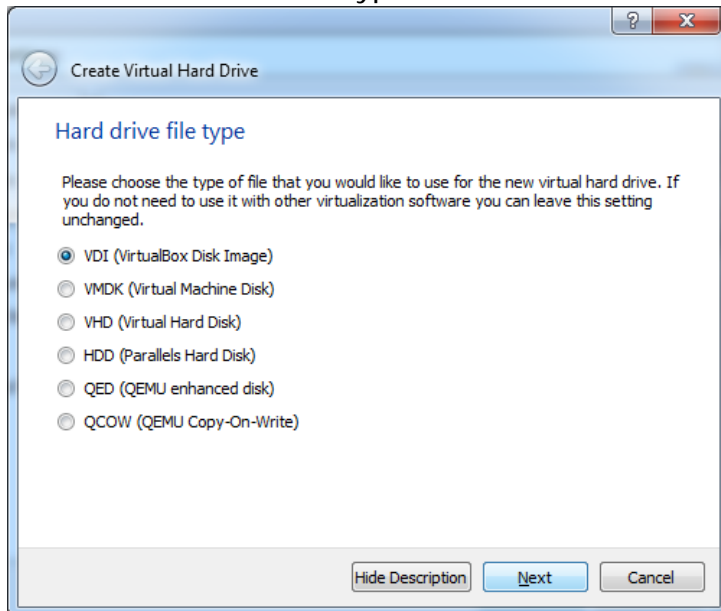 Create Virtual Hard Drive
Hard drive file type
Please choose the type of file that you would like to use for the new virtual hard drive. If
you do not need to use it with other virtualization software you can leave this setting
unchanged.
VDI (VirtualBox Disk Image)
VMDK (Virtual Machine Disk)
VHD (Virtual Hard Disk)
HDD (Parallels Hard Disk)
QED (QEMU enhanced disk)
QCOW (QEMU Copy-On-Write)
Hide Description Next Cancel